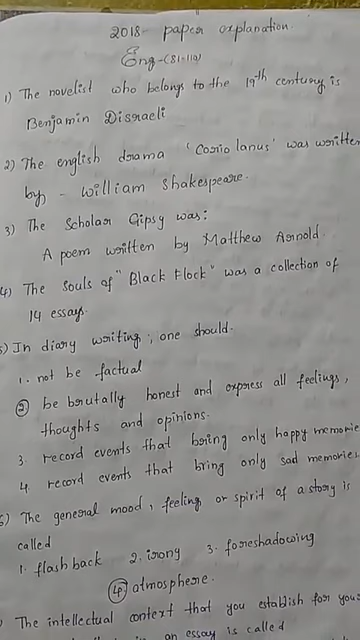 2018- paper explanation.
Eng-(81-110)
1) The novelist who belongs to the 19th century is
Benjamin Disraeli
2) The english drama 'Corio lanus' was written
by - William Shakespeare.
3) The Scholar Gipsy was:
A poem written by Matthew Arnold.
4) The Souls of "Black Flock" was a collection of
14 essays.
5) In diary writing; one should.
1. not be factual
2 be brutally honest and express all feelings,
thoughts and opinions.
3. record events that bring only happy memorie
4. record events that bring only sad memories
6) The general mood, feeling or spirit of a story is
called
1. flash back 2. irony 3. foreshadowing
4. atmosphere.
) The intellectual context that you establish for your
an essay is called